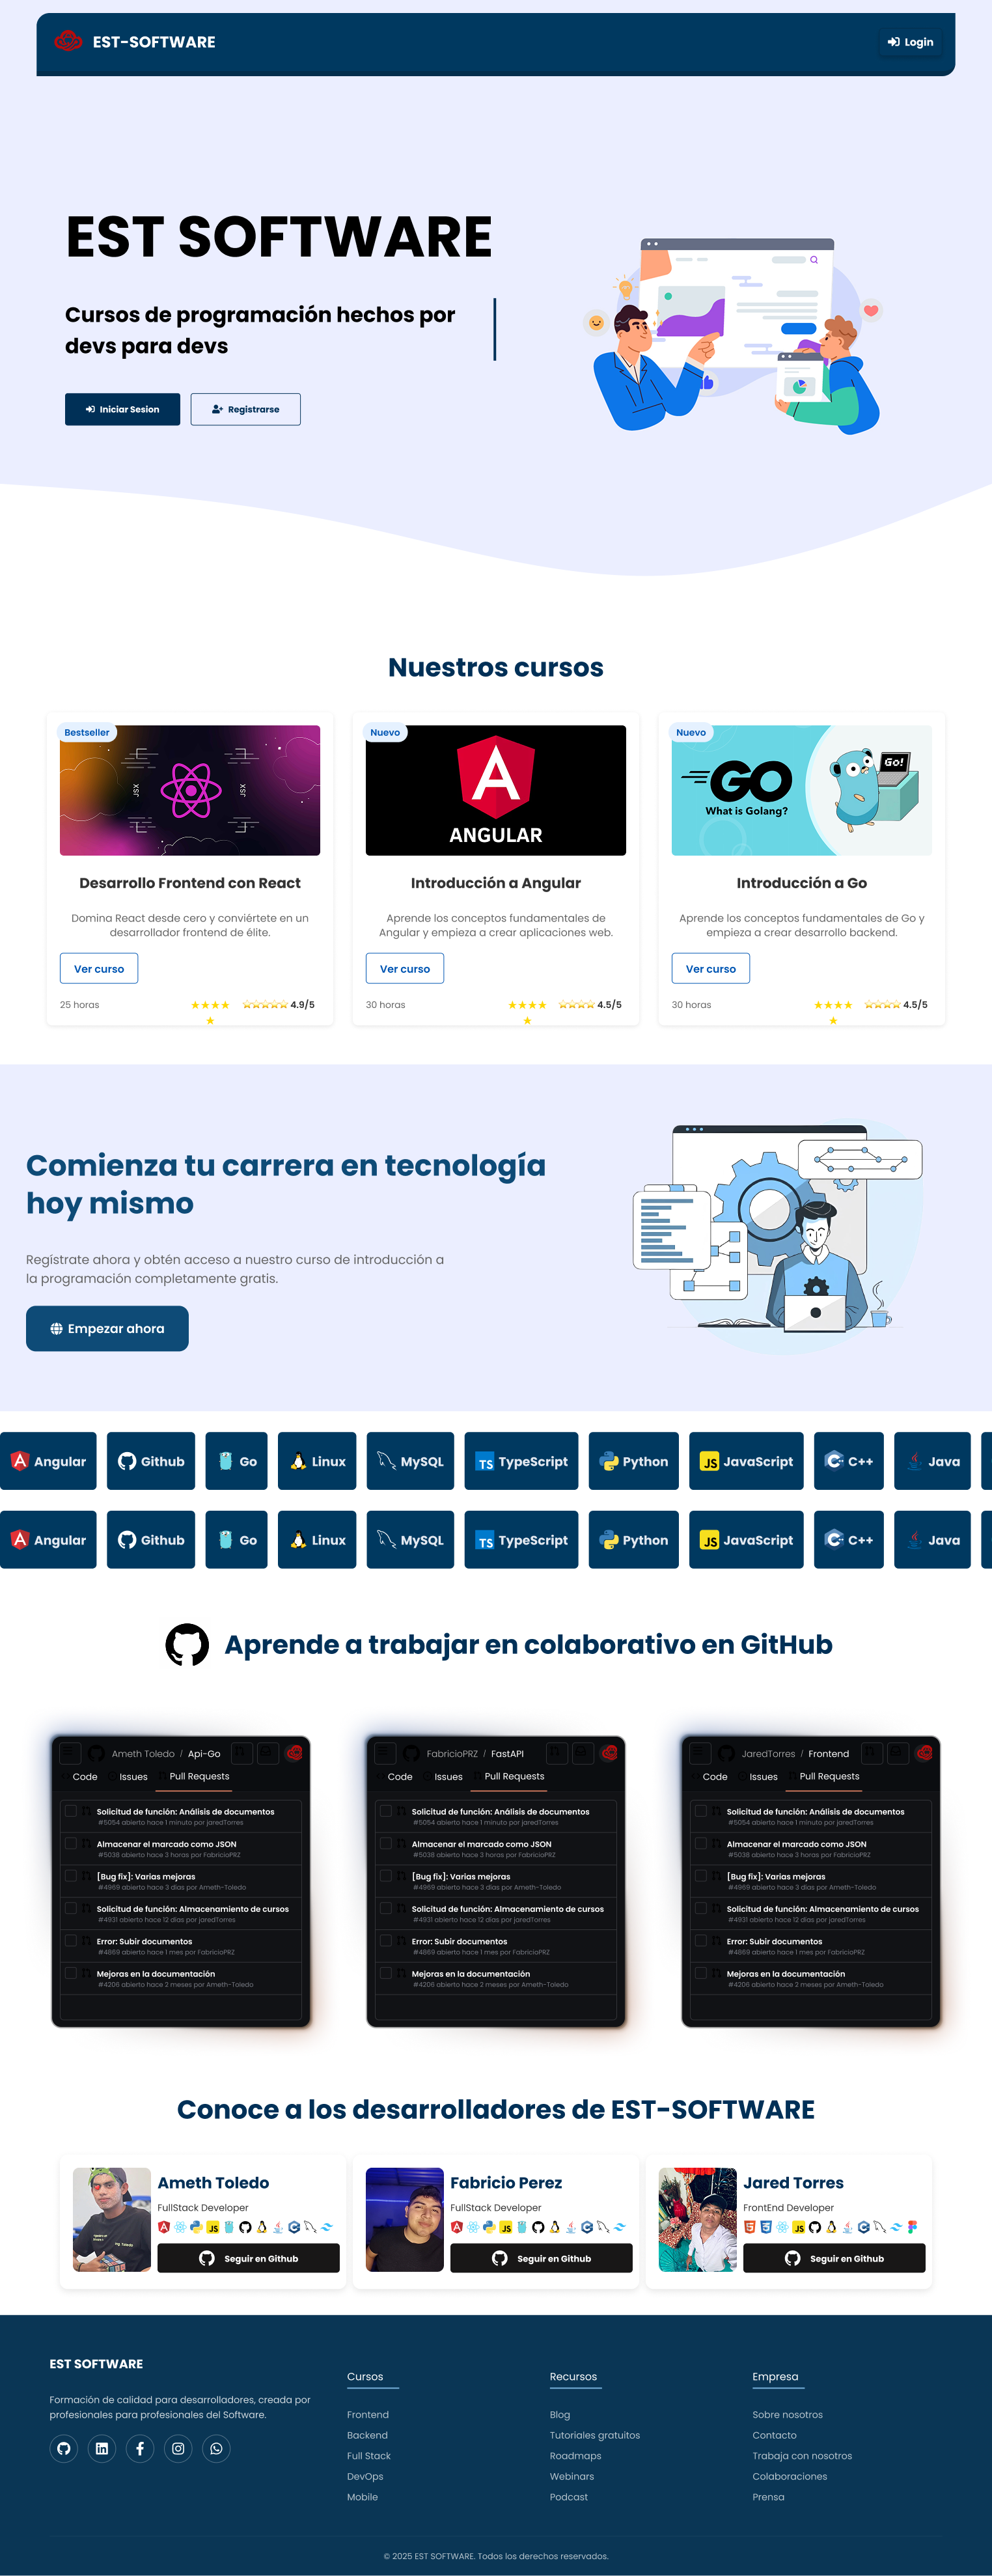 EST-SOFTWARE
Login
EST SOFTWARE
Cursos de programación hechos por
devs para devs
Iniciar Sesion
Registrarse
Nuestros cursos
Bestseller
JSX
JSX
Desarrollo Frontend con React
Domina React desde cero y conviértete en un
desarrollador frontend de élite.
Ver curso
25 horas
4.9/5
Nuevo
ANGULAR
Introducción a Angular
Aprende los conceptos fundamentales de
Angular y empieza a crear aplicaciones web.
Ver curso
30 horas
4.5/5
Nuevo
GO
What is Golang?
Go!
Introducción a Go
Aprende los conceptos fundamentales de Go y
empieza a crear desarrollo backend.
Ver curso
30 horas
4.5/5
Comienza tu carrera en tecnología
hoy mismo
Regístrate ahora y obtén acceso a nuestro curso de introducción a
la programación completamente gratis.
Empezar ahora
Angular
Github
Go
Linux
MySQL
TS TypeScript
Python
JS JavaScript
C++
Java
Angular
Github
Go
Linux
MySQL
TS TypeScript
Python
JS JavaScript
C++
Java
Aprende a trabajar en colaborativo en GitHub
Ameth Toledo / Api-Go
Code Issues Pull Requests
Solicitud de función: Análisis de documentos
#5054 abierto hace 1 minuto por jaredTorres
Almacenar el marcado como JSON
#5038 abierto hace 3 horas por FabricioPRZ
[Bug fix]: Varias mejoras
#4969 abierto hace 3 días por Ameth-Toledo
Solicitud de función: Almacenamiento de cursos
#4931 abierto hace 12 días por jaredTorres
Error: Subir documentos
#4869 abierto hace 1 mes por FabricioPRZ
Mejoras en la documentación
#4206 abierto hace 2 meses por Ameth-Toledo
FabricioPRZ / FastAPI
Code Issues Pull Requests
Solicitud de función: Análisis de documentos
#5054 abierto hace 1 minuto por jaredTorres
Almacenar el marcado como JSON
#5038 abierto hace 3 horas por FabricioPRZ
[Bug fix]: Varias mejoras
#4969 abierto hace 3 días por Ameth-Toledo
Solicitud de función: Almacenamiento de cursos
#4931 abierto hace 12 días por jaredTorres
Error: Subir documentos
#4869 abierto hace 1 mes por FabricioPRZ
Mejoras en la documentación
#4206 abierto hace 2 meses por Ameth-Toledo
JaredTorres / Frontend
Code Issues Pull Requests
Solicitud de función: Análisis de documentos
#5054 abierto hace 1 minuto por jaredTorres
Almacenar el marcado como JSON
#5038 abierto hace 3 horas por FabricioPRZ
[Bug fix]: Varias mejoras
#4969 abierto hace 3 días por Ameth-Toledo
Solicitud de función: Almacenamiento de cursos
#4931 abierto hace 12 días por jaredTorres
Error: Subir documentos
#4869 abierto hace 1 mes por FabricioPRZ
Mejoras en la documentación
#4206 abierto hace 2 meses por Ameth-Toledo
Conoce a los desarrolladores de EST-SOFTWARE
Ameth Toledo
FullStack Developer
JS
Seguir en Github
Fabricio Perez
FullStack Developer
JS
Seguir en Github
Jared Torres
FrontEnd Developer
JS
Seguir en Github
EST SOFTWARE
Formación de calidad para desarrolladores, creada por
profesionales para profesionales del Software.
Cursos
Frontend
Backend
Full Stack
DevOps
Mobile
Recursos
Blog
Tutoriales gratuitos
Roadmaps
Webinars
Podcast
Empresa
Sobre nosotros
Contacto
Trabaja con nosotros
Colaboraciones
Prensa
© 2025 EST SOFTWARE. Todos los derechos reservados.